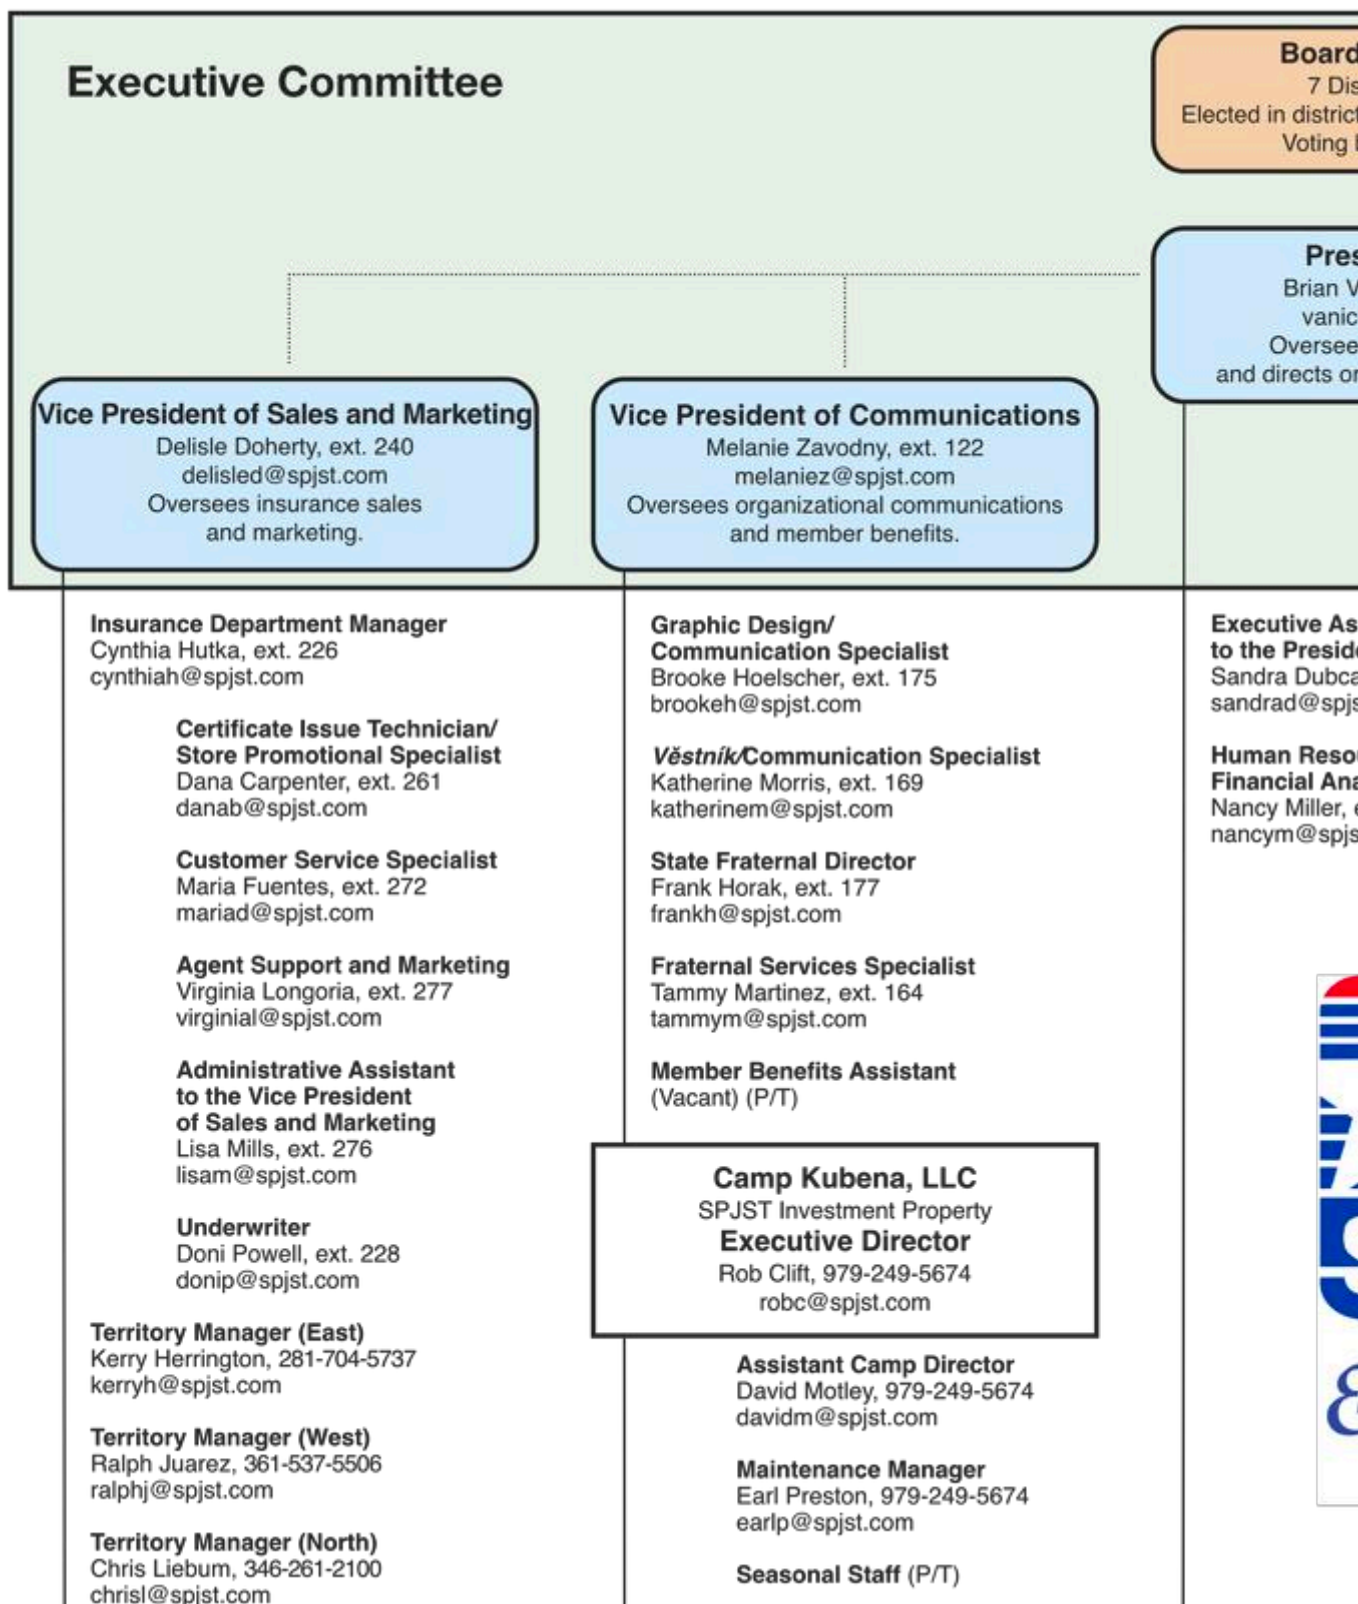 Executive Committee
Board
7 Dis
Elected in district
Voting
Pres
Brian V
vanic
Oversee
and directs or
Vice President of Sales and Marketing
Delisle Doherty, ext. 240
delisled@spjst.com
Oversees insurance sales
and marketing.
Vice President of Communications
Melanie Zavodny, ext. 122
melaniez@spjst.com
Oversees organizational communications
and member benefits.
Insurance Department Manager
Cynthia Hutka, ext. 226
cynthiah@spjst.com
Certificate Issue Technician/
Store Promotional Specialist
Dana Carpenter, ext. 261
danab@spjst.com
Customer Service Specialist
Maria Fuentes, ext. 272
mariad@spjst.com
Agent Support and Marketing
Virginia Longoria, ext. 277
virginial@spjst.com
Administrative Assistant
to the Vice President
of Sales and Marketing
Lisa Mills, ext. 276
lisam@spjst.com
Underwriter
Doni Powell, ext. 228
donip@spjst.com
Territory Manager (East)
Kerry Herrington, 281-704-5737
kerryh@spjst.com
Territory Manager (West)
Ralph Juarez, 361-537-5506
ralphj@spjst.com
Territory Manager (North)
Chris Liebum, 346-261-2100
chrisl@spjst.com
Graphic Design/
Communication Specialist
Brooke Hoelscher, ext. 175
brookeh@spjst.com
Věstník/Communication Specialist
Katherine Morris, ext. 169
katherinem@spjst.com
State Fraternal Director
Frank Horak, ext. 177
frankh@spjst.com
Fraternal Services Specialist
Tammy Martinez, ext. 164
tammym@spjst.com
Member Benefits Assistant
(Vacant) (P/T)
Camp Kubena, LLC
SPJST Investment Property
Executive Director
Rob Clift, 979-249-5674
robc@spjst.com
Assistant Camp Director
David Motley, 979-249-5674
davidm@spjst.com
Maintenance Manager
Earl Preston, 979-249-5674
earlp@spjst.com
Seasonal Staff (P/T)
Executive As
to the Preside
Sandra Dubca
sandrad@spjs
Human Resou
Financial Ana
Nancy Miller, e
nancym@spjs
&